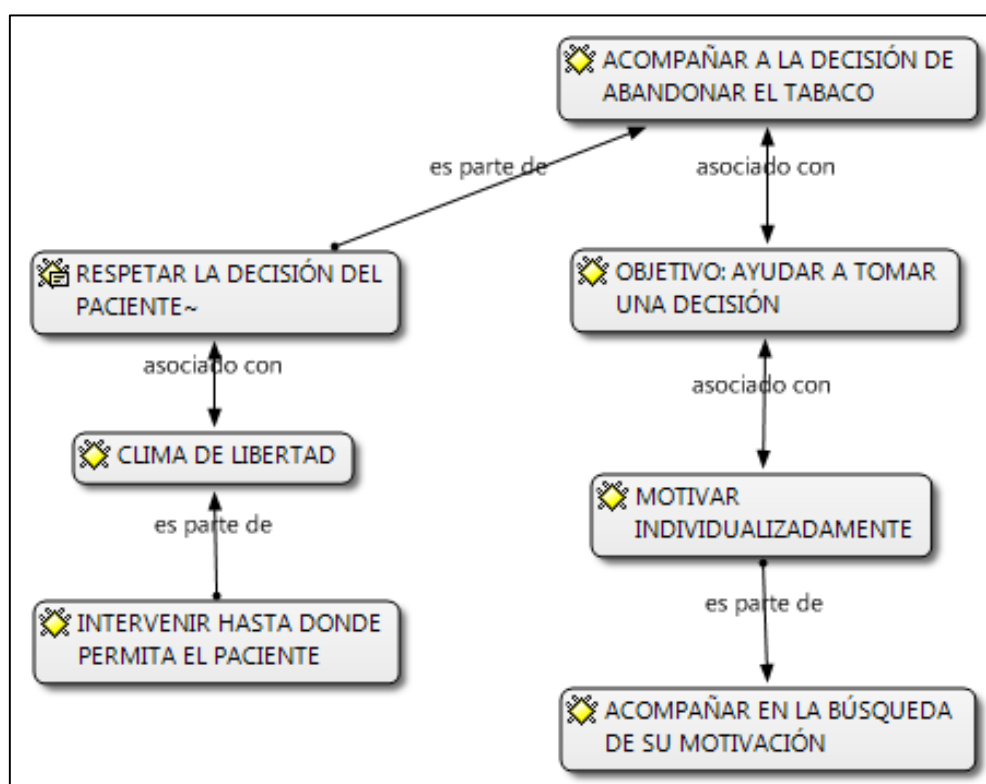 ACOMPAÑAR A LA DECISIÓN DE
ABANDONAR EL TABACO
es parte de
asociado con
RESPETAR LA DECISIÓN DEL
PACIENTE~
OBJETIVO: AYUDAR A TOMAR
UNA DECISIÓN
asociado con
asociado con
CLIMA DE LIBERTAD
MOTIVAR
INDIVIDUALIZADAMENTE
es parte de
es parte de
INTERVENIR HASTA DONDE
PERMITA EL PACIENTE
ACOMPAÑAR EN LA BÚSQUEDA
DE SU MOTIVACIÓN